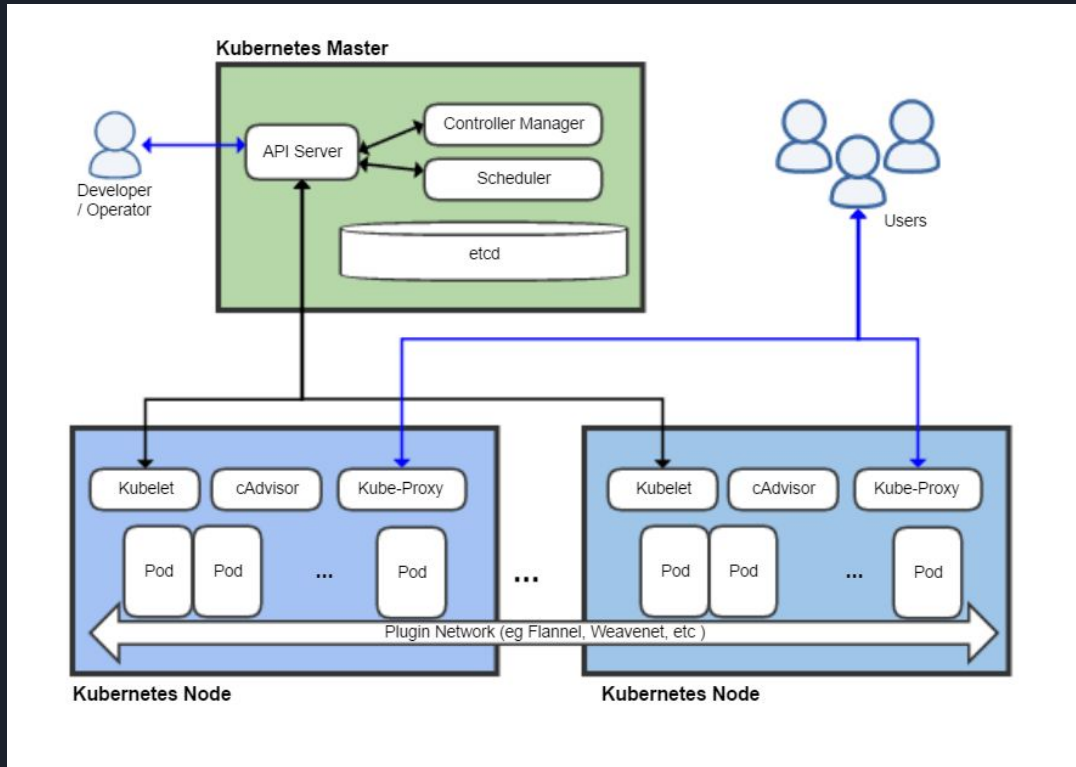 Kubernetes Master
API Server
Controller Manager
Scheduler
etcd
Developer
/ Operator
Users
Kubelet
cAdvisor
Kube-Proxy
Pod
Pod
...
Pod
...
Kubelet
cAdvisor
Kube-Proxy
Pod
Pod
...
Pod
Plugin Network (eg Flannel, Weavenet, etc )
Kubernetes Node
Kubernetes Node